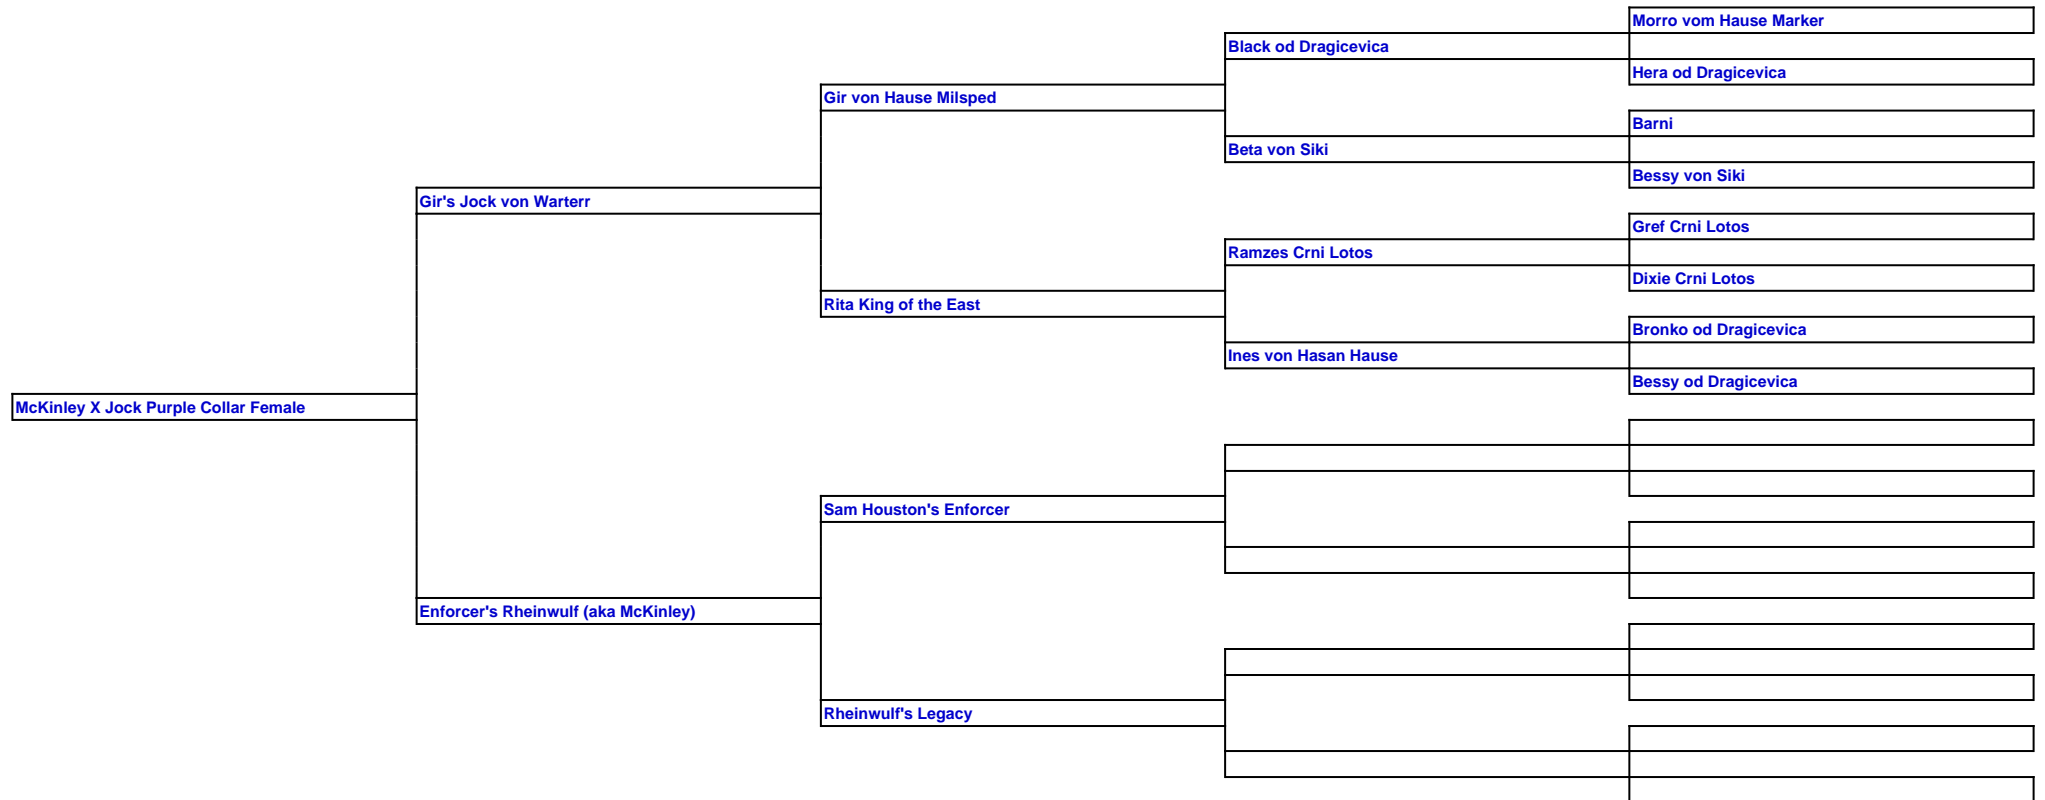 Morro vom Hause Marker
Black od Dragicevica
Hera od Dragicevica
Gir von Hause Milsped
Barni
Beta von Siki
Bessy von Siki
Gir's Jock von Warterr
Gref Crni Lotos
Ramzes Crni Lotos
Dixie Crni Lotos
Rita King of the East
Bronko od Dragicevica
Ines von Hasan Hause
Bessy od Dragicevica
McKinley X Jock Purple Collar Female
Sam Houston's Enforcer
Enforcer's Rheinwulf (aka McKinley)
Rheinwulf's Legacy